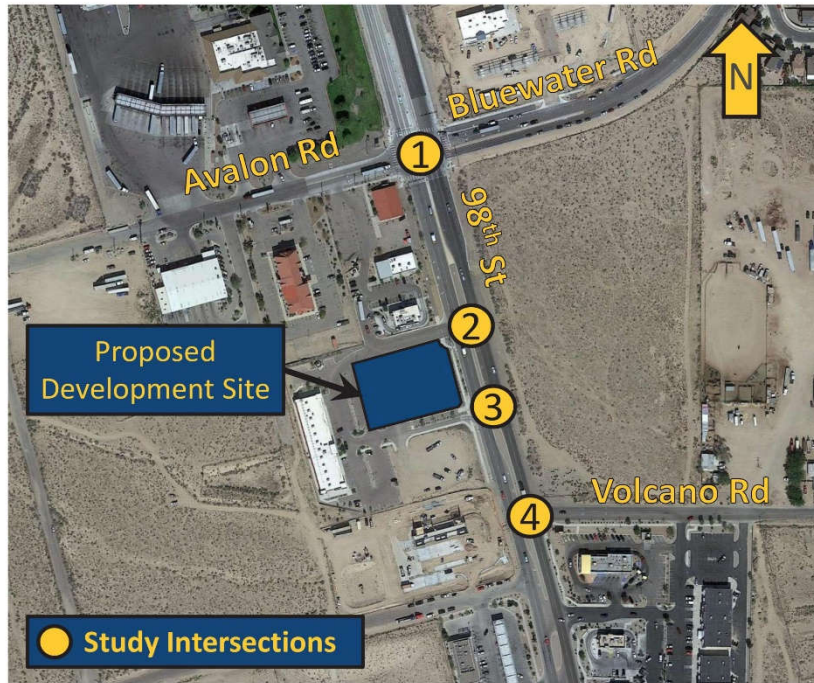 N
Bluewater Rd
Avalon Rd
1
98th St
2
Proposed
Development Site
3
Volcano Rd
4
Study Intersections